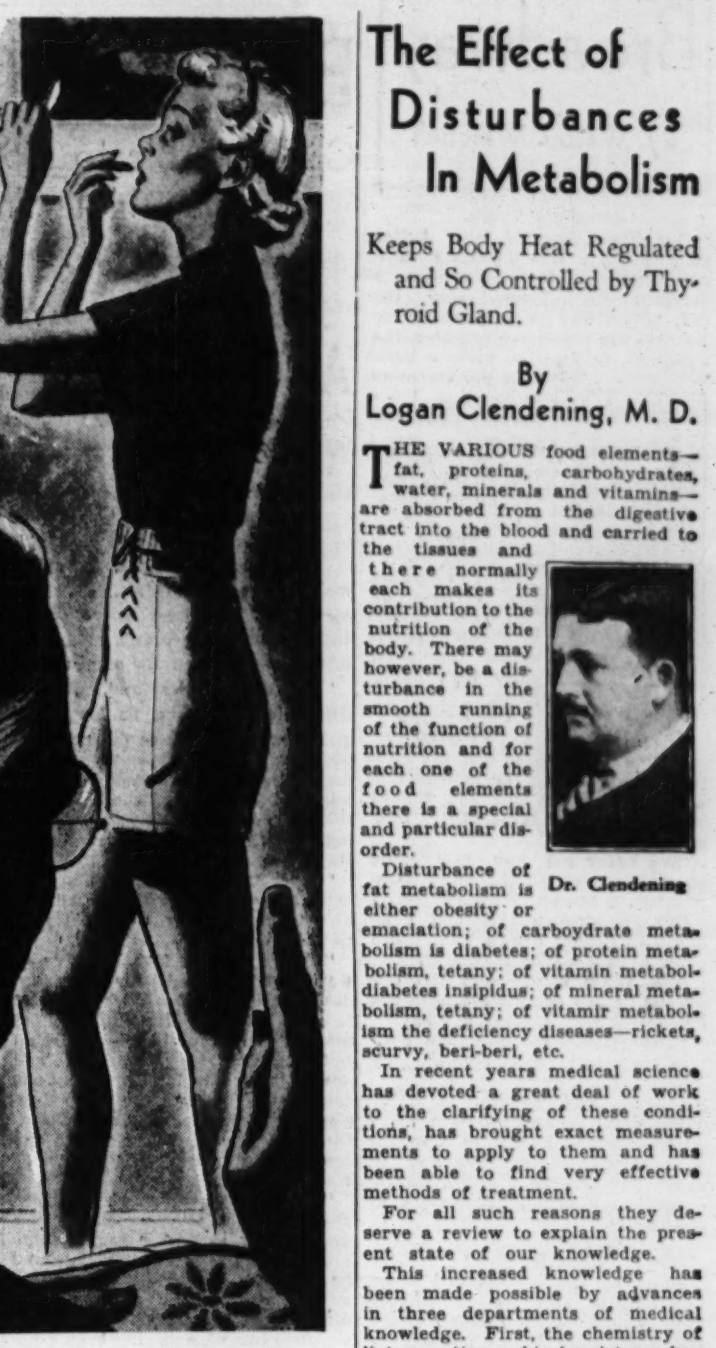 The Effect of
Disturbances
In Metabolism
Keeps Body Heat Regulated
and So Controlled by Thy-
roid Gland.
By
Logan Clendening, M. D.
THE VARIOUS food elements—
fat, proteins, carbohydrates,
water, minerals and vitamins—
are absorbed from the digestive
tract into the blood and carried to
the tissues and
there normally
each makes its
contribution to the
nutrition of the
body. There may
however, be a dis-
turbance in the
smooth running
of the function of
nutrition and for
each one of the
food elements
there is a special
and particular dis-
order.
Disturbance of
fat metabolism is
either obesity or
Dr. Clendening
emaciation; of carboydrate meta-
bolism is diabetes; of protein meta-
bolism, tetany; of vitamin metabol-
diabetes insipidus; of mineral meta-
bolism, tetany; of vitamir metabol-
ism the deficiency diseases—rickets,
scurvy, beri-beri, etc.
In recent years medical science
has devoted a great deal of work
to the clarifying of these condi-
tions, has brought exact measure-
ments to apply to them and has
been able to find very effective
methods of treatment.
For all such reasons they de-
serve a review to explain the pres-
ent state of our knowledge.
This increased knowledge has
been made possible by advances
in three departments of medical
knowledge. First, the chemistry of